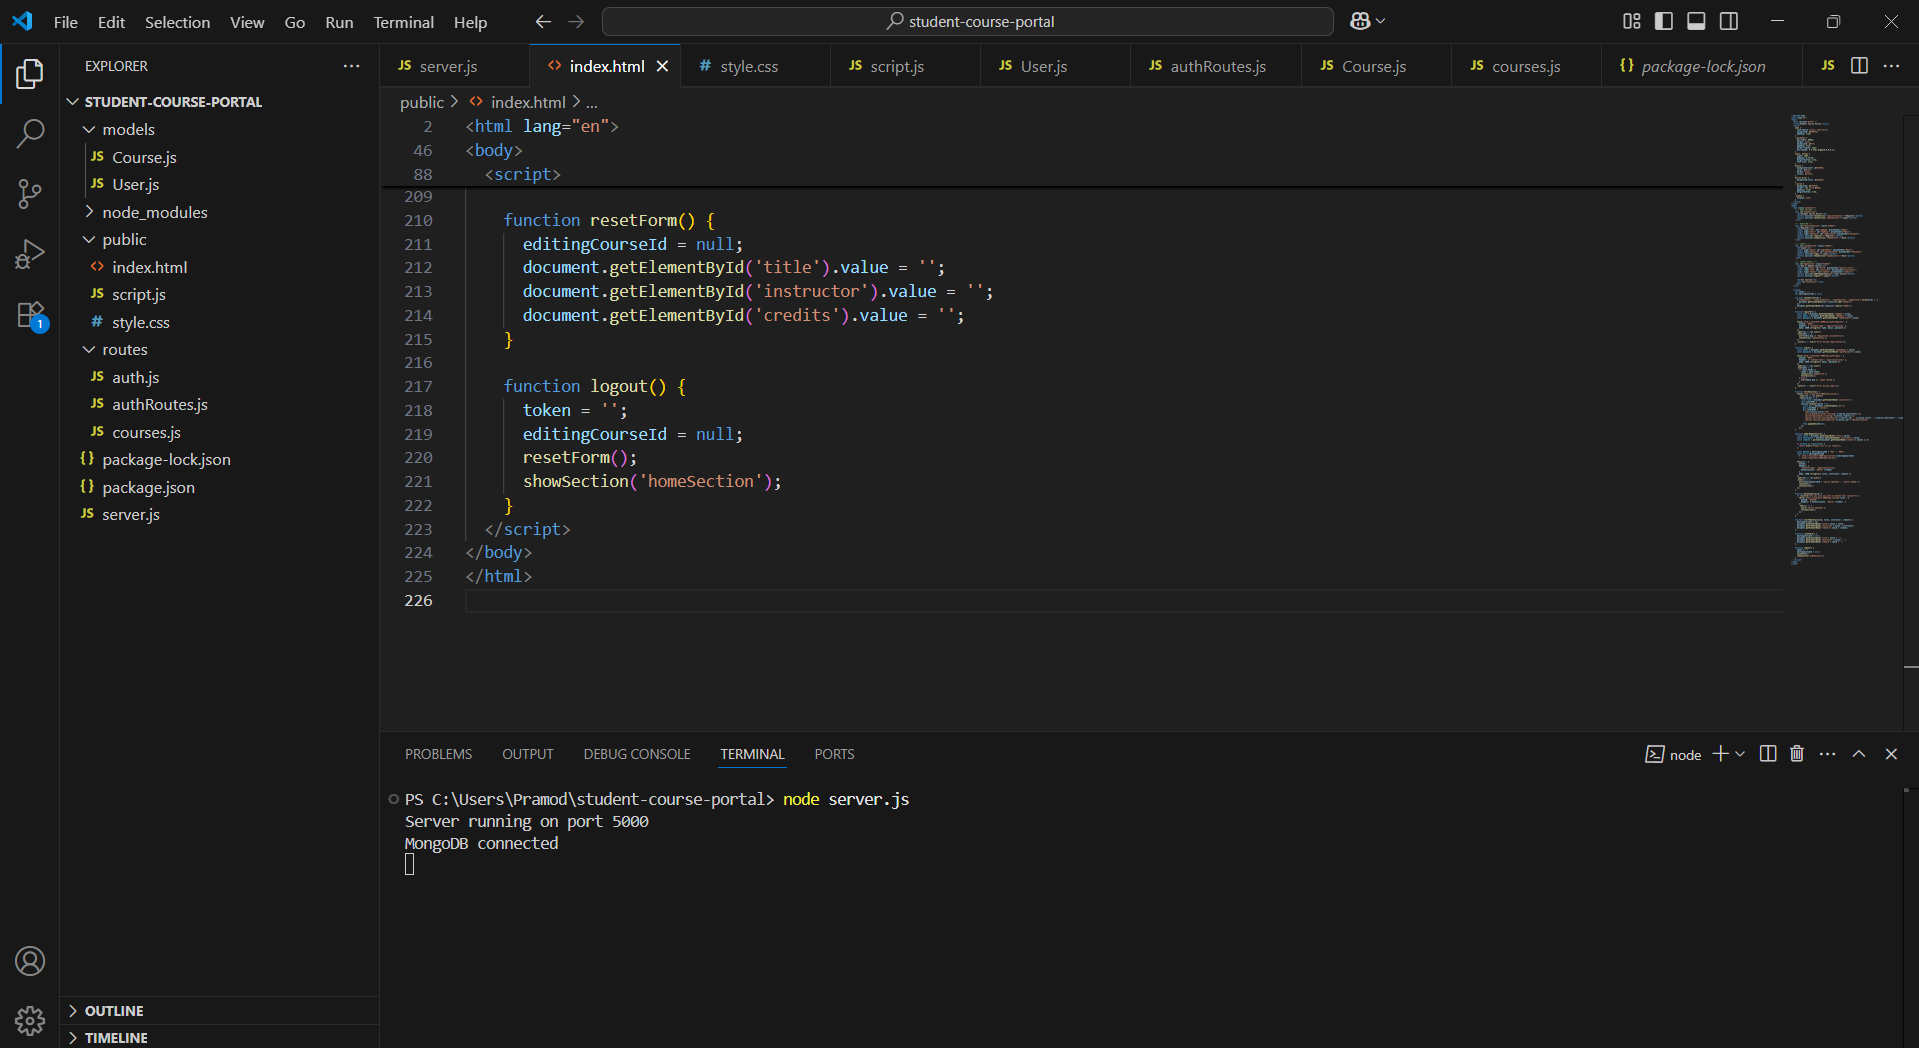 File Edit Selection View Go Run Terminal Help
student-course-portal
EXPLORER
STUDENT-COURSE-PORTAL
models
JS Course.js
JS User.js
node_modules
public
<> index.html
JS script.js
# style.css
routes
JS auth.js
JS authRoutes.js
JS courses.js
{} package-lock.json
{} package.json
JS server.js
OUTLINE
TIMELINE
1
JS server.js <> index.html # style.css JS script.js JS User.js JS authRoutes.js JS Course.js JS courses.js {} package-lock.json JS
public > <> index.html > ...
2 <html lang="en">
46 <body>
88 <script>
209
210 function resetForm() {
211 editingCourseId = null;
212 document.getElementById('title').value = '';
213 document.getElementById('instructor').value = '';
214 document.getElementById('credits').value = '';
215 }
216
217 function logout() {
218 token = '';
219 editingCourseId = null;
220 resetForm();
221 showSection('homeSection');
222 }
223 </script>
224 </body>
225 </html>
226
PROBLEMS OUTPUT DEBUG CONSOLE TERMINAL PORTS
node
PS C:\Users\Pramod\student-course-portal> node server.js
Server running on port 5000
MongoDB connected